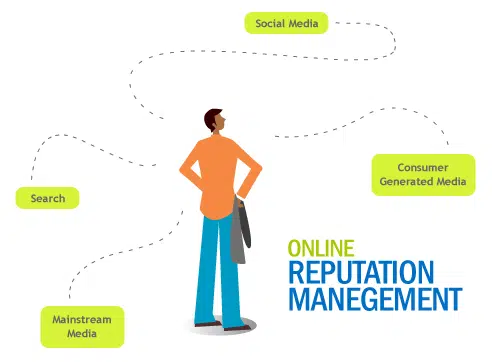 Social Media
Consumer
Generated Media
Search
ONLINE
REPUTATION
MANEGEMENT
Mainstream
Media